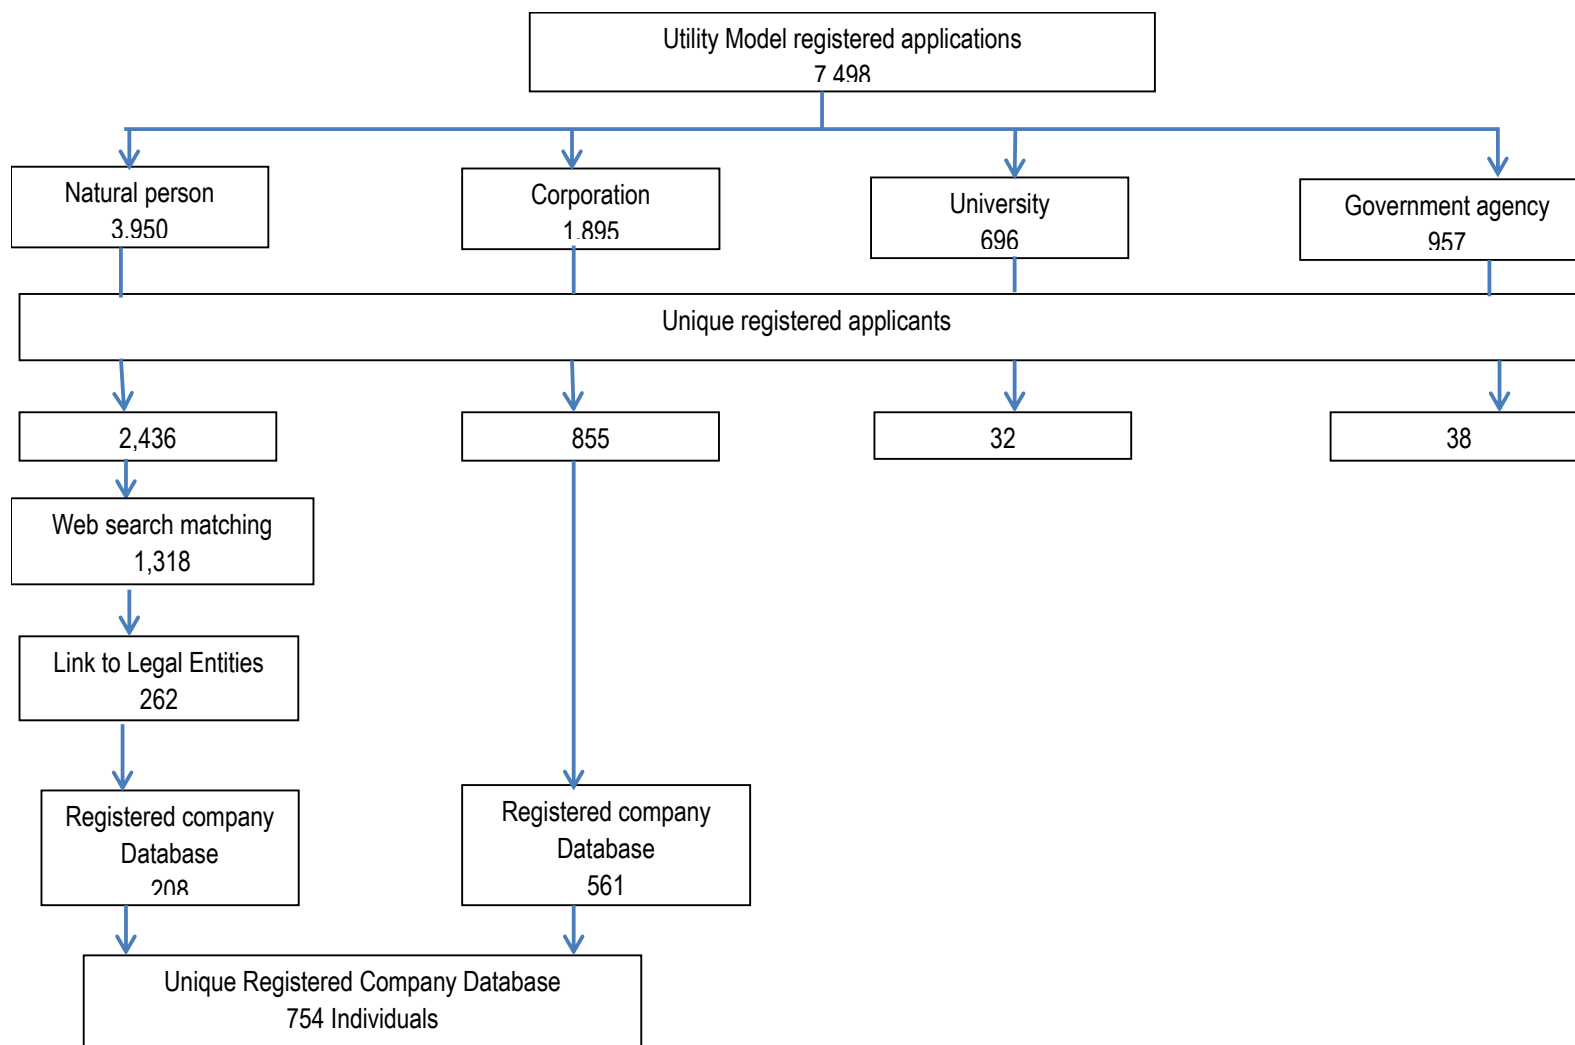 Utility Model registered applications
7,498
Natural person
3,950
Corporation
1,895
University
696
Government agency
957
Unique registered applicants
2,436
855
32
38
Web search matching
1,318
Link to Legal Entities
262
Registered company
Database
208
Registered company
Database
561
Unique Registered Company Database
754 Individuals